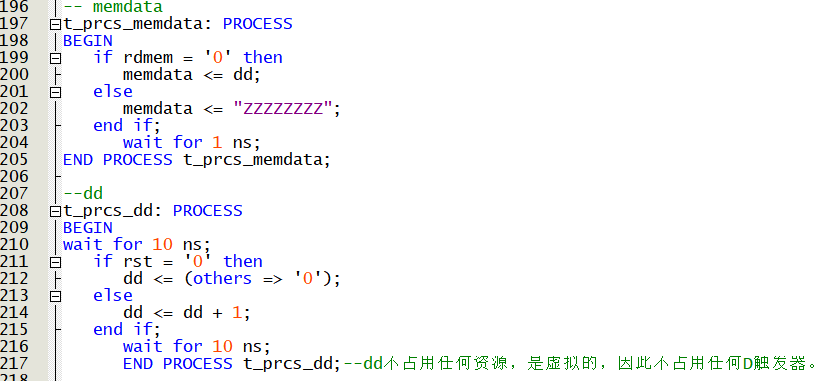 196 -- memdata
197 t_prcs_memdata: PROCESS
198 BEGIN
199 if rdmem = '0' then
200 memdata <= dd;
201 else
202 memdata <= "ZZZZZZZZ";
203 end if;
204 wait for 1 ns;
205 END PROCESS t_prcs_memdata;
206
207 --dd
208 t_prcs_dd: PROCESS
209 BEGIN
210 wait for 10 ns;
211 if rst = '0' then
212 dd <= (others => '0');
213 else
214 dd <= dd + 1;
215 end if;
216 wait for 10 ns;
217 END PROCESS t_prcs_dd;--dd不占用任何资源，是虚拟的，因此不占用任何D触发器。
218